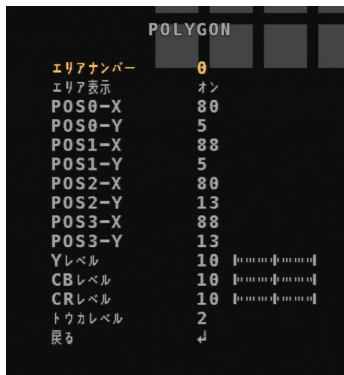 POLYGON
エリアナンバー 0
エリア表示 オン
POS0-X 80
POS0-Y 5
POS1-X 88
POS1-Y 5
POS2-X 80
POS2-Y 13
POS3-X 88
POS3-Y 13
Yレベル 10
CBレベル 10
CRレベル 10
トウカレベル 2
戻る ↲